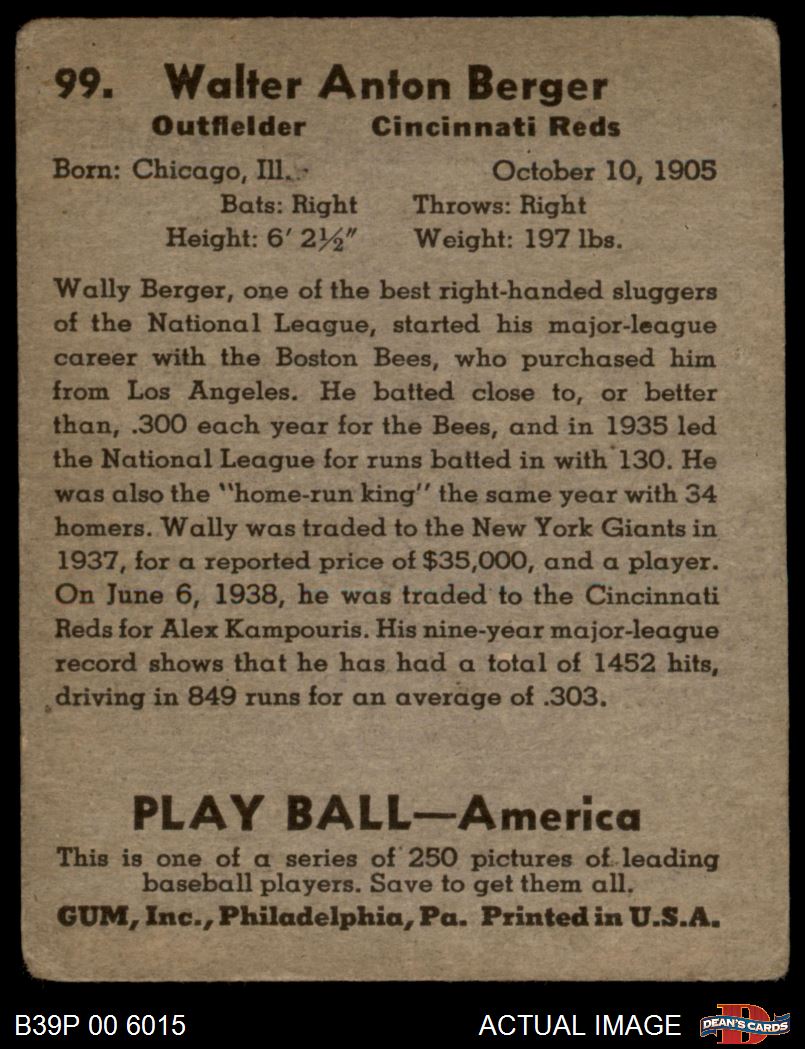 99. Walter Anton Berger
Outfielder Cincinnati Reds
Born: Chicago, Ill. October 10, 1905
Bats: Right Throws: Right
Height: 6' 2½" Weight: 197 lbs.
Wally Berger, one of the best right-handed sluggers
of the National League, started his major-league
career with the Boston Bees, who purchased him
from Los Angeles. He batted close to, or better
than, .300 each year for the Bees, and in 1935 led
the National League for runs batted in with 130. He
was also the "home-run king" the same year with 34
homers. Wally was traded to the New York Giants in
1937, for a reported price of $35,000, and a player.
On June 6, 1938, he was traded to the Cincinnati
Reds for Alex Kampouris. His nine-year major-league
record shows that he has had a total of 1452 hits,
driving in 849 runs for an average of .303.
PLAY BALL—America
This is one of a series of 250 pictures of leading
baseball players. Save to get them all.
GUM, Inc., Philadelphia, Pa. Printed in U.S.A.
B39P 00 6015 ACTUAL IMAGE DEAN'S CARDS